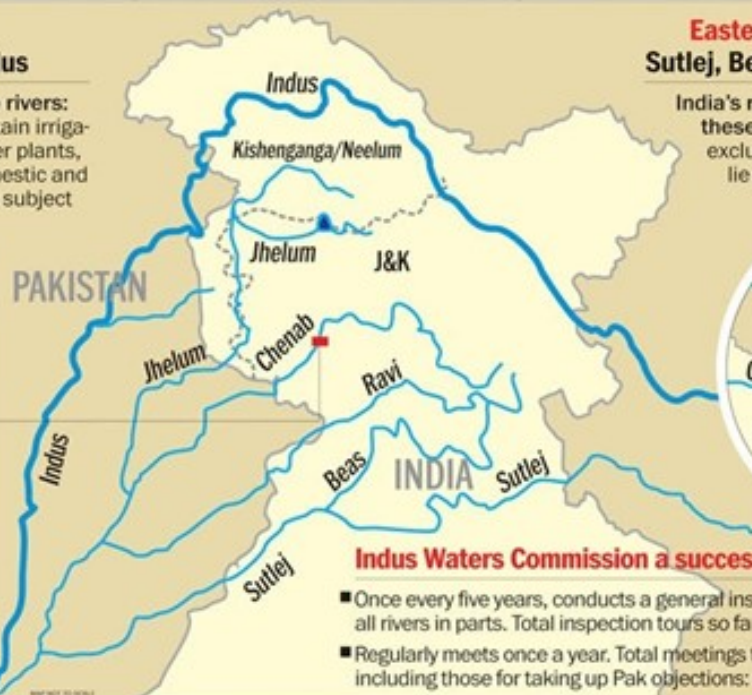 lus
rivers:
tain irriga-
er plants,
nestic and
subject
Easte
Sutlej, Be
India's r
these
exclu
lie
Indus
Kishenganga/Neelum
Jhelum
J&K
PAKISTAN
Jhelum
Chenab
Ravi
Indus
Beas
INDIA
Sutlej
Sutlej
Indus Waters Commission a succes
■ Once every five years, conducts a general ins
all rivers in parts. Total inspection tours so fa
■ Regularly meets once a year. Total meetings t
including those for taking up Pak objections: